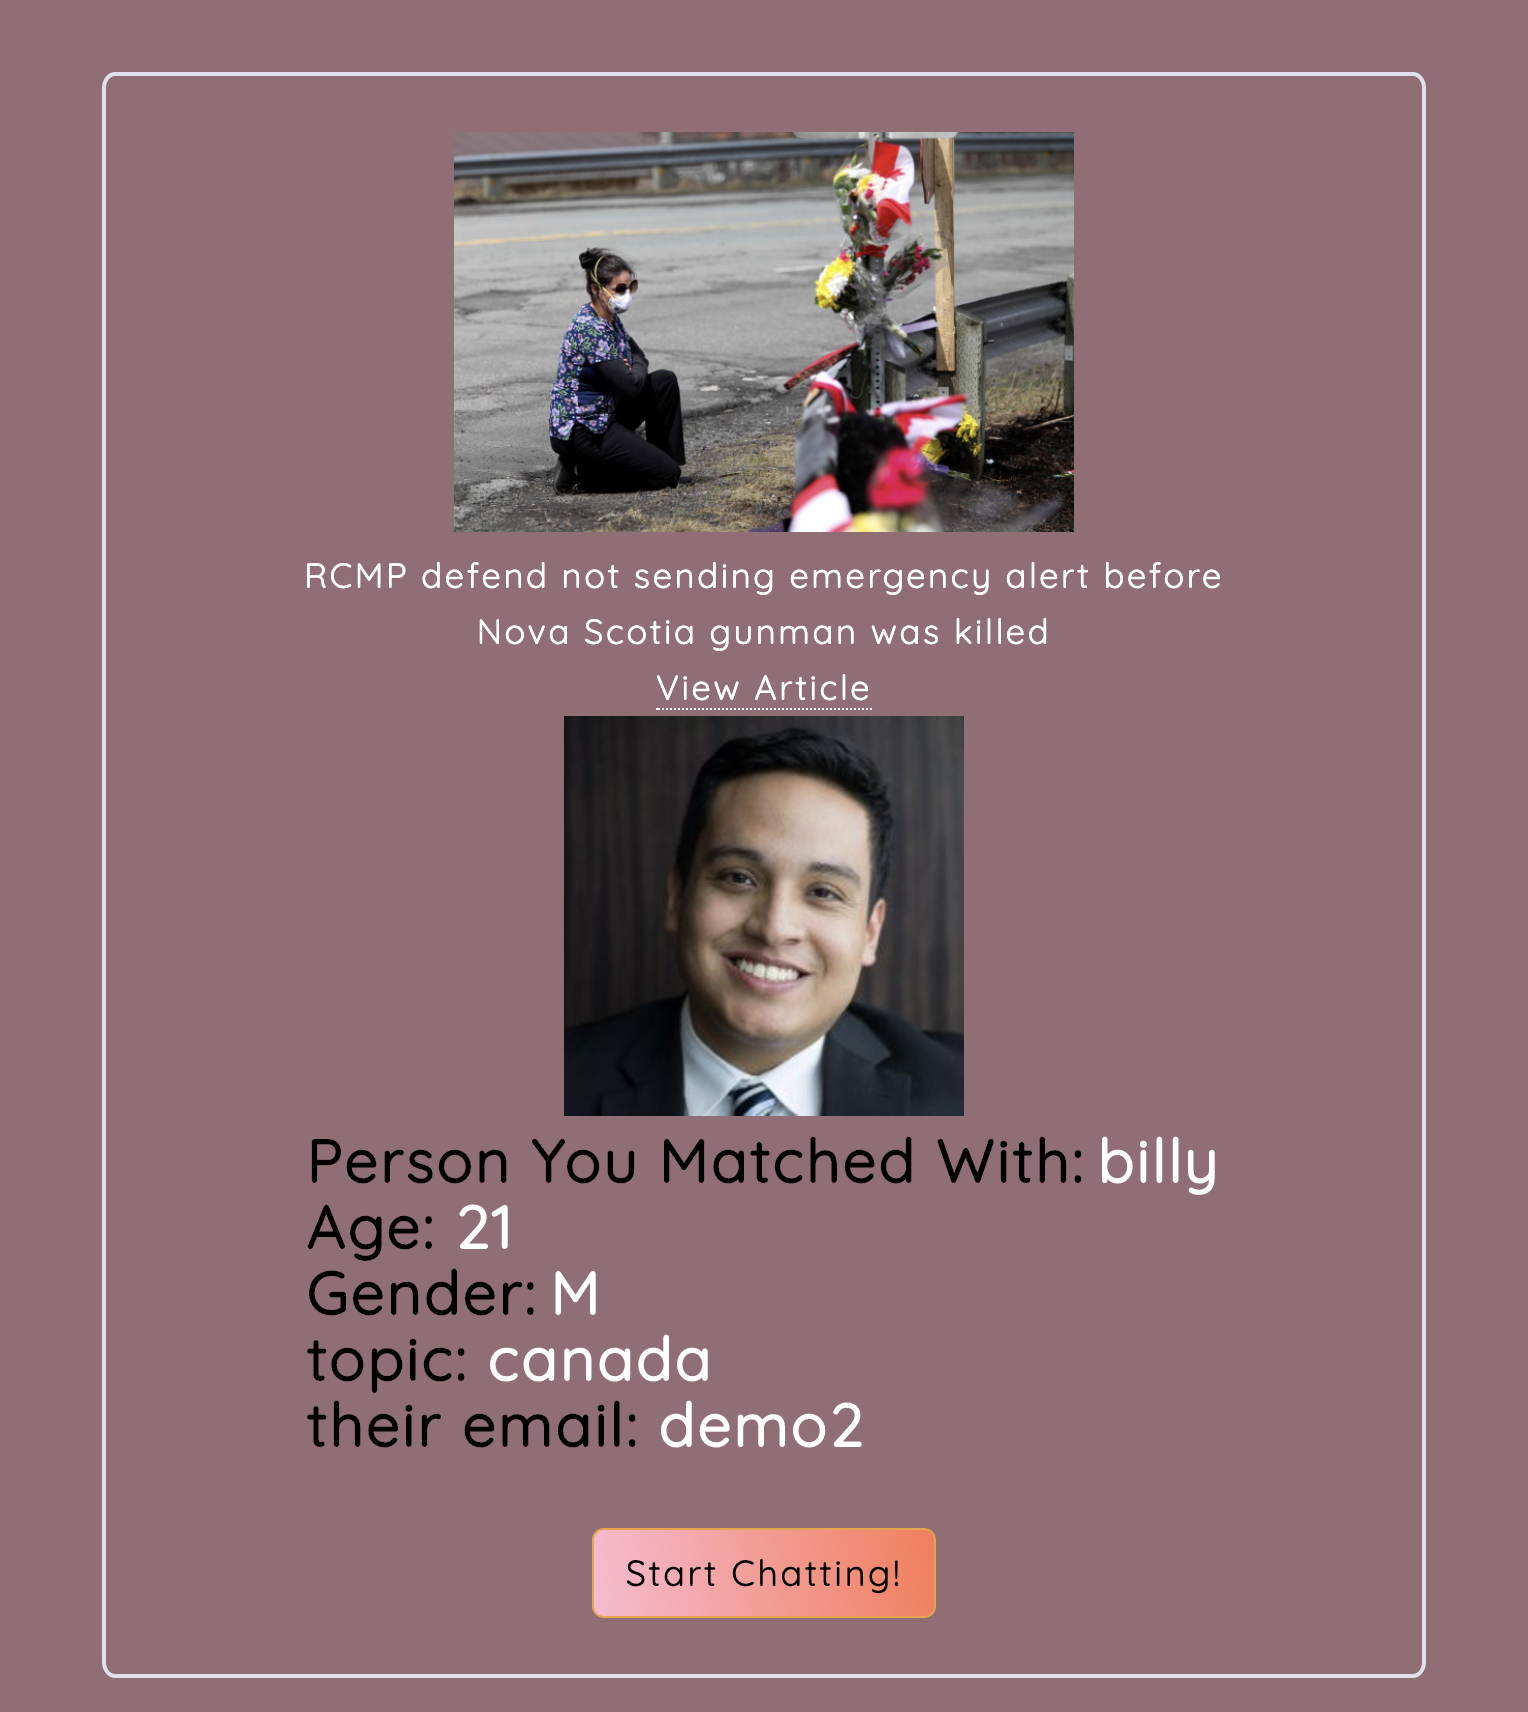 RCMP defend not sending emergency alert before
Nova Scotia gunman was killed
View Article
Person You Matched With: billy
Age: 21
Gender: M
topic: canada
their email: demo2
Start Chatting!